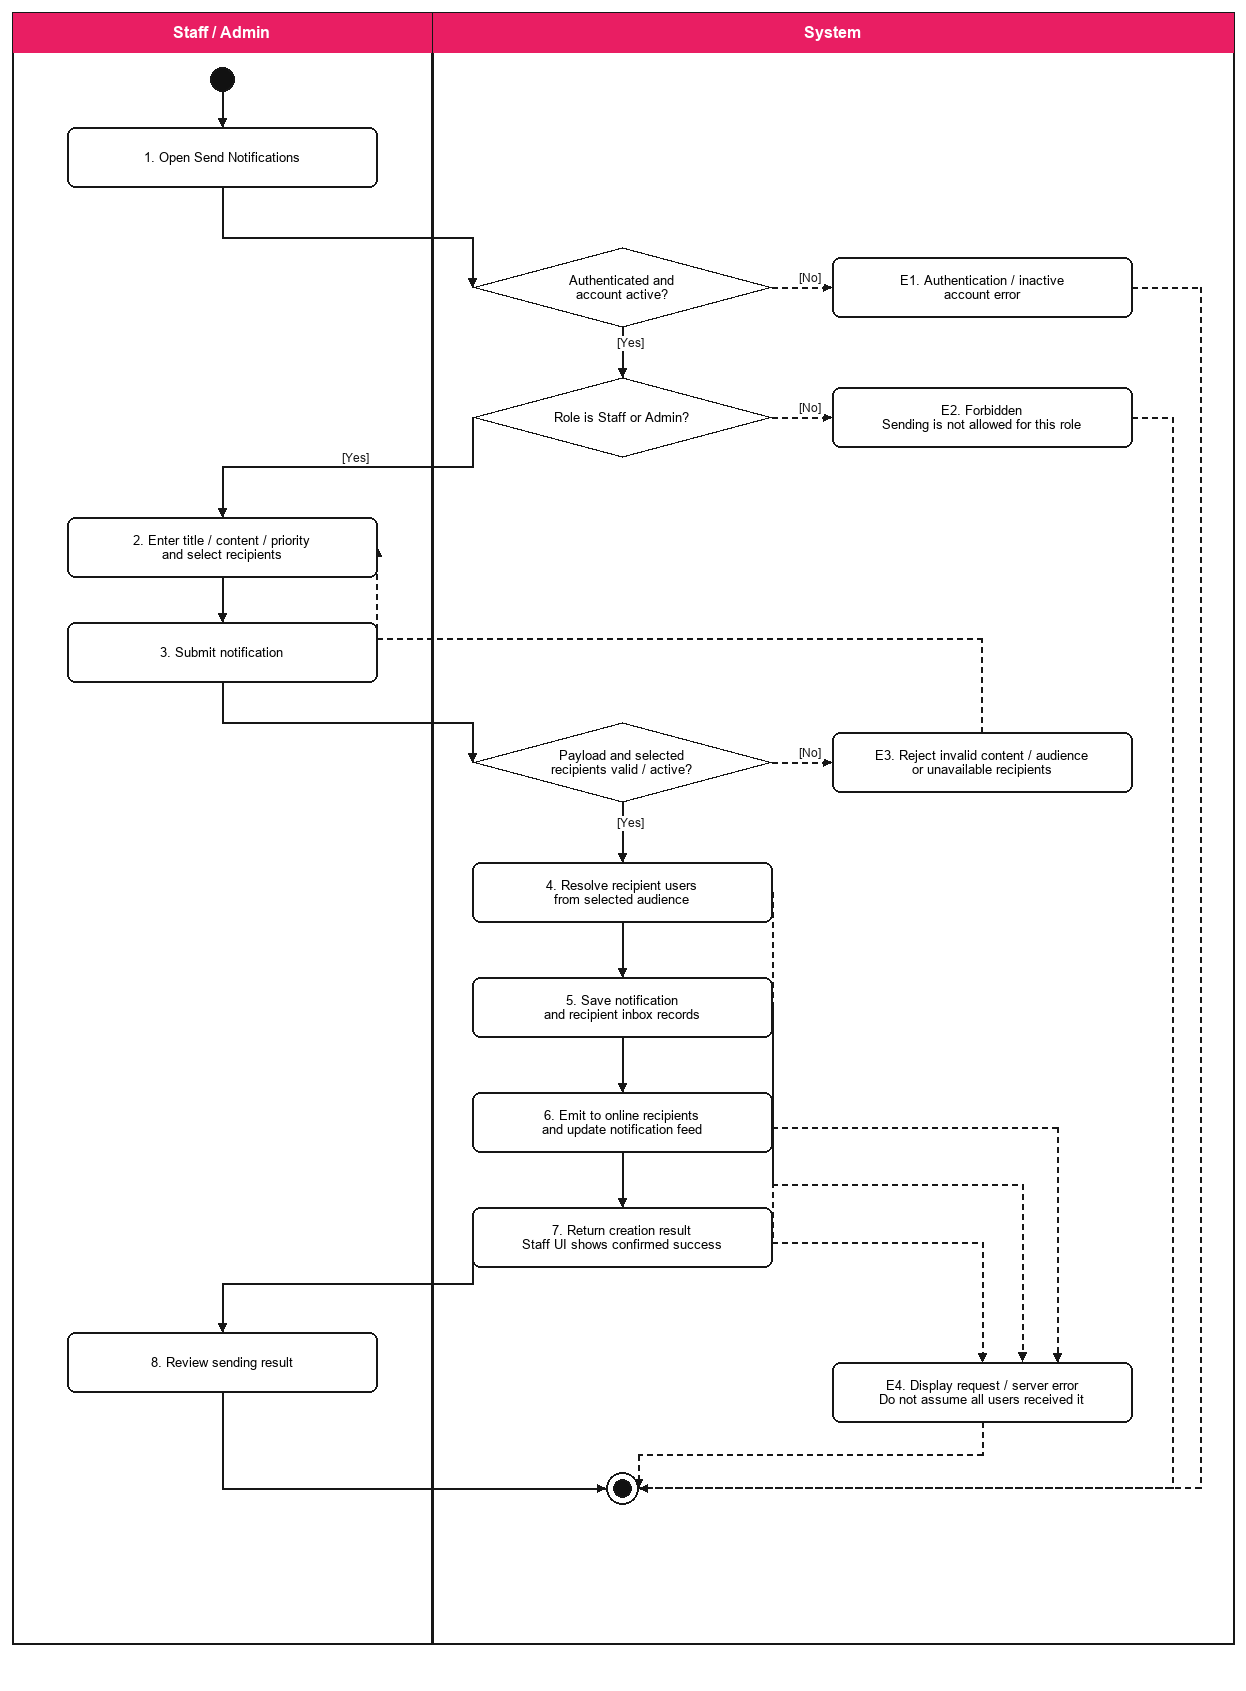 Staff / Admin
System
1. Open Send Notifications
Authenticated and
account active?
[No]
E1. Authentication / inactive
account error
[Yes]
Role is Staff or Admin?
[No]
E2. Forbidden
Sending is not allowed for this role
[Yes]
2. Enter title / content / priority
and select recipients
3. Submit notification
Payload and selected
recipients valid / active?
[No]
E3. Reject invalid content / audience
or unavailable recipients
[Yes]
4. Resolve recipient users
from selected audience
5. Save notification
and recipient inbox records
6. Emit to online recipients
and update notification feed
7. Return creation result
Staff UI shows confirmed success
8. Review sending result
E4. Display request / server error
Do not assume all users received it